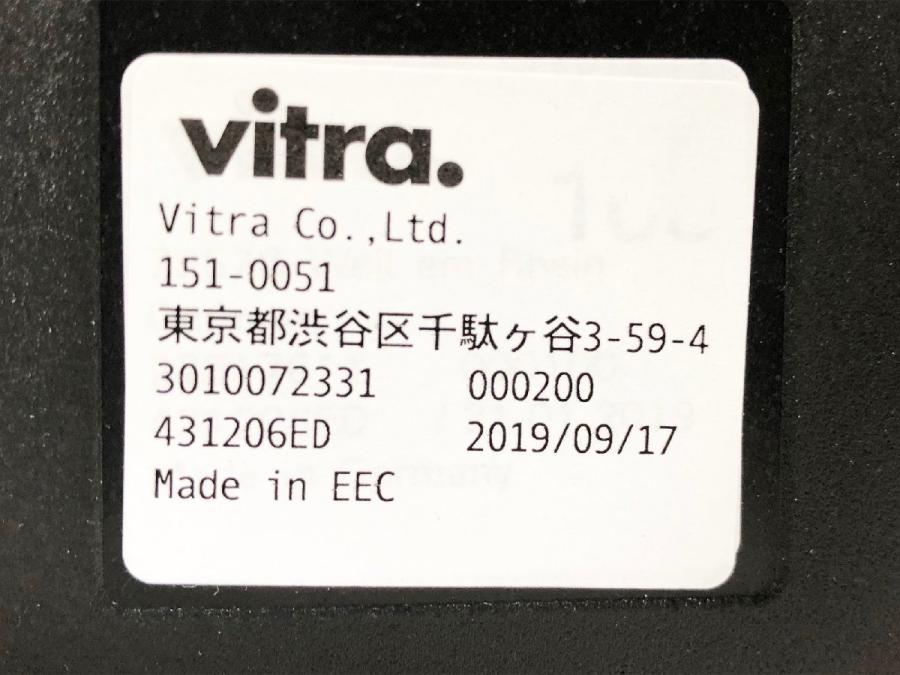 vitra.
Vitra Co.,Ltd.
151-0051
東京都渋谷区千駄ヶ谷3-59-4
3010072331 000200
431206ED 2019/09/17
Made in EEC